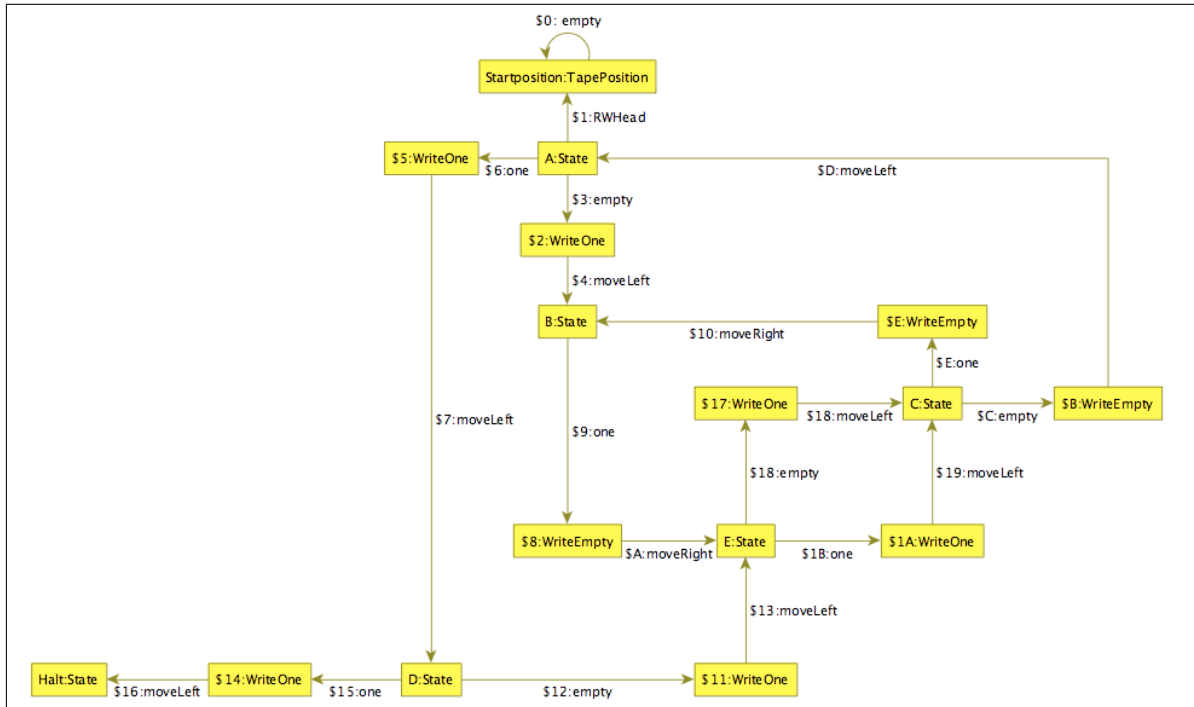 $0: empty
Startposition:TapePosition
$1:RWHead
$5:WriteOne
$6:one
A:State
$D:moveLeft
$3:empty
$2:WriteOne
$4:moveLeft
B:State
$10:moveRight
$E:WriteEmpty
$E:one
$17:WriteOne
$18:moveLeft
C:State
$C:empty
$B:WriteEmpty
$7:moveLeft
$9:one
$18:empty
$19:moveLeft
$8:WriteEmpty
$A:moveRight
E:State
$1B:one
$1A:WriteOne
$13:moveLeft
Halt:State
$16:moveLeft
$14:WriteOne
$15:one
D:State
$12:empty
$11:WriteOne